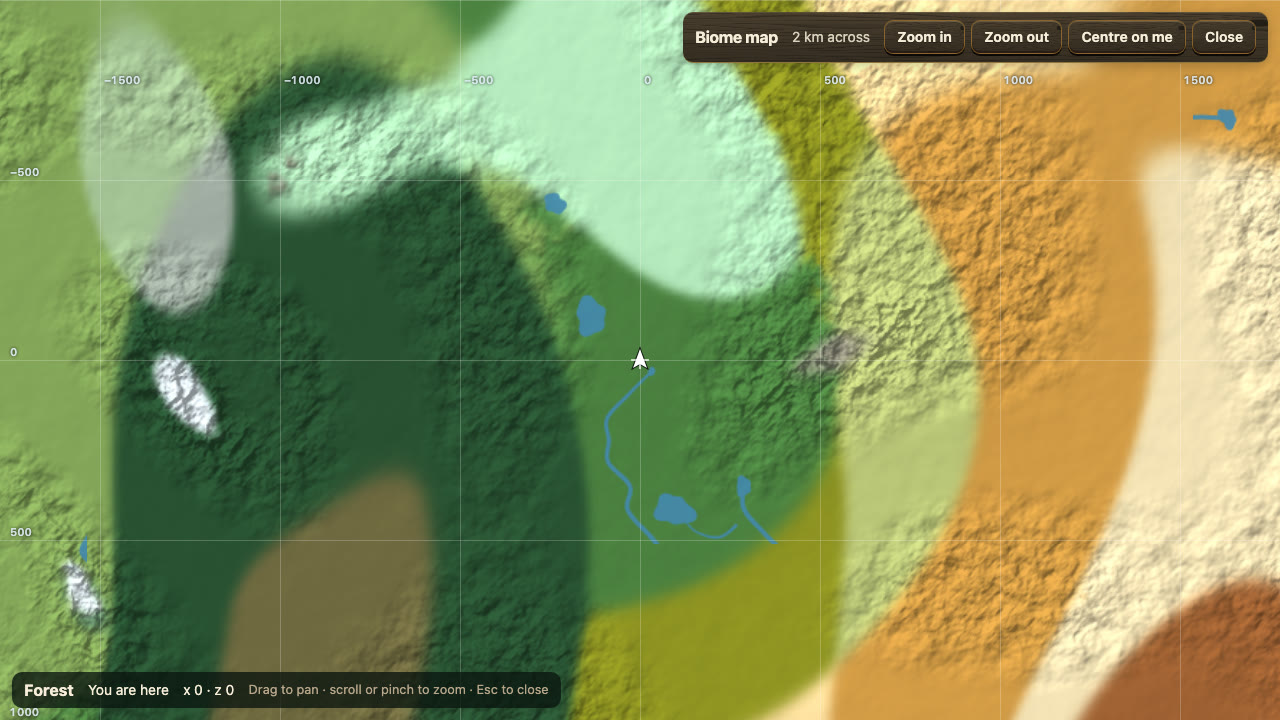 Biome map 2 km across Zoom in Zoom out Centre on me Close
−1500 −1000 −500 0 500 1000 1500
−500
0
500
1000
Forest You are here x 0 · z 0 Drag to pan · scroll or pinch to zoom · Esc to close